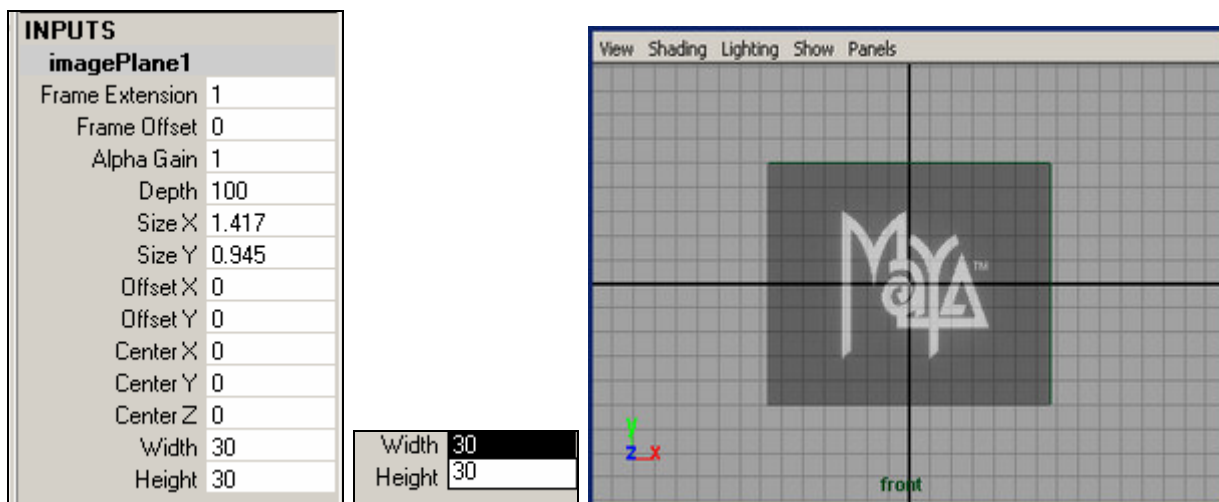 INPUTS
imagePlane1
Frame Extension 1
Frame Offset 0
Alpha Gain 1
Depth 100
Size X 1.417
Size Y 0.945
Offset X 0
Offset Y 0
Center X 0
Center Y 0
Center Z 0
Width 30
Height 30
Width 30
Height 30
View Shading Lighting Show Panels
MaYA™
Y
Z X
front